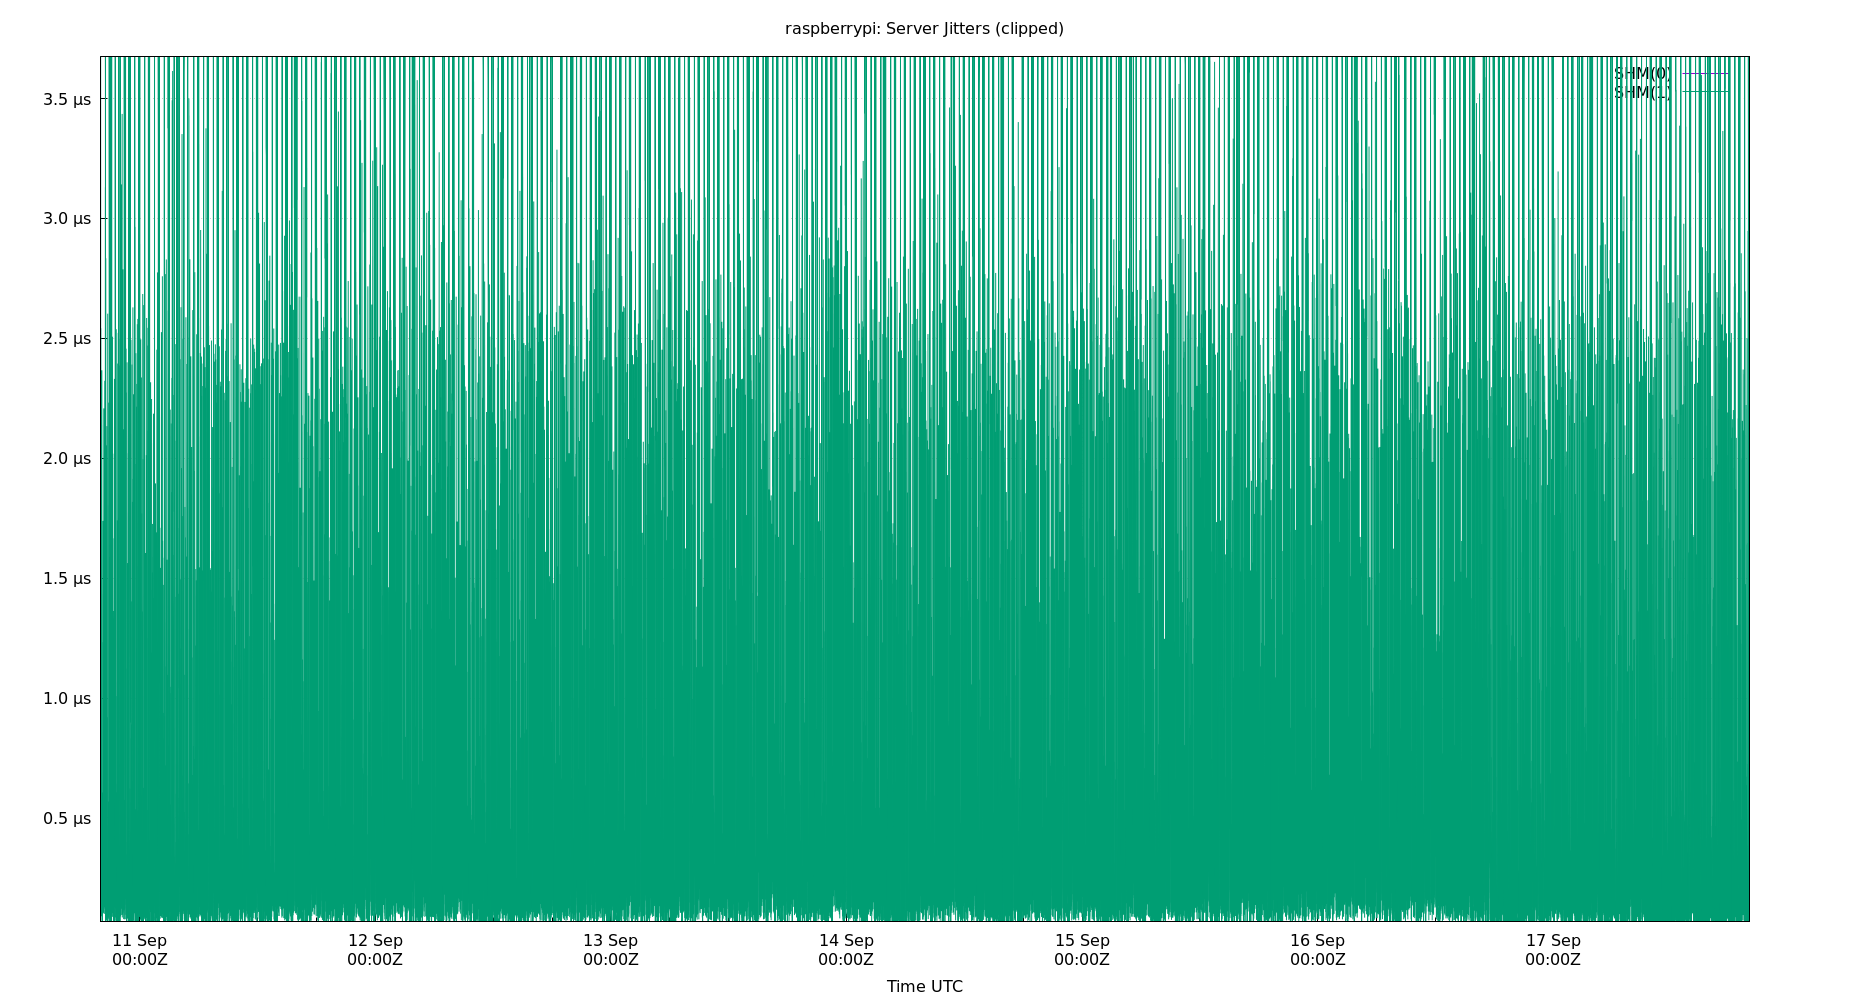 raspberrypi: Server Jitters (clipped)
SHM(0)
SHM(1)
3.5 µs
3.0 µs
2.5 µs
2.0 µs
1.5 µs
1.0 µs
0.5 µs
11 Sep 12 Sep 13 Sep 14 Sep 15 Sep 16 Sep 17 Sep
00:00Z 00:00Z 00:00Z 00:00Z 00:00Z 00:00Z 00:00Z
Time UTC